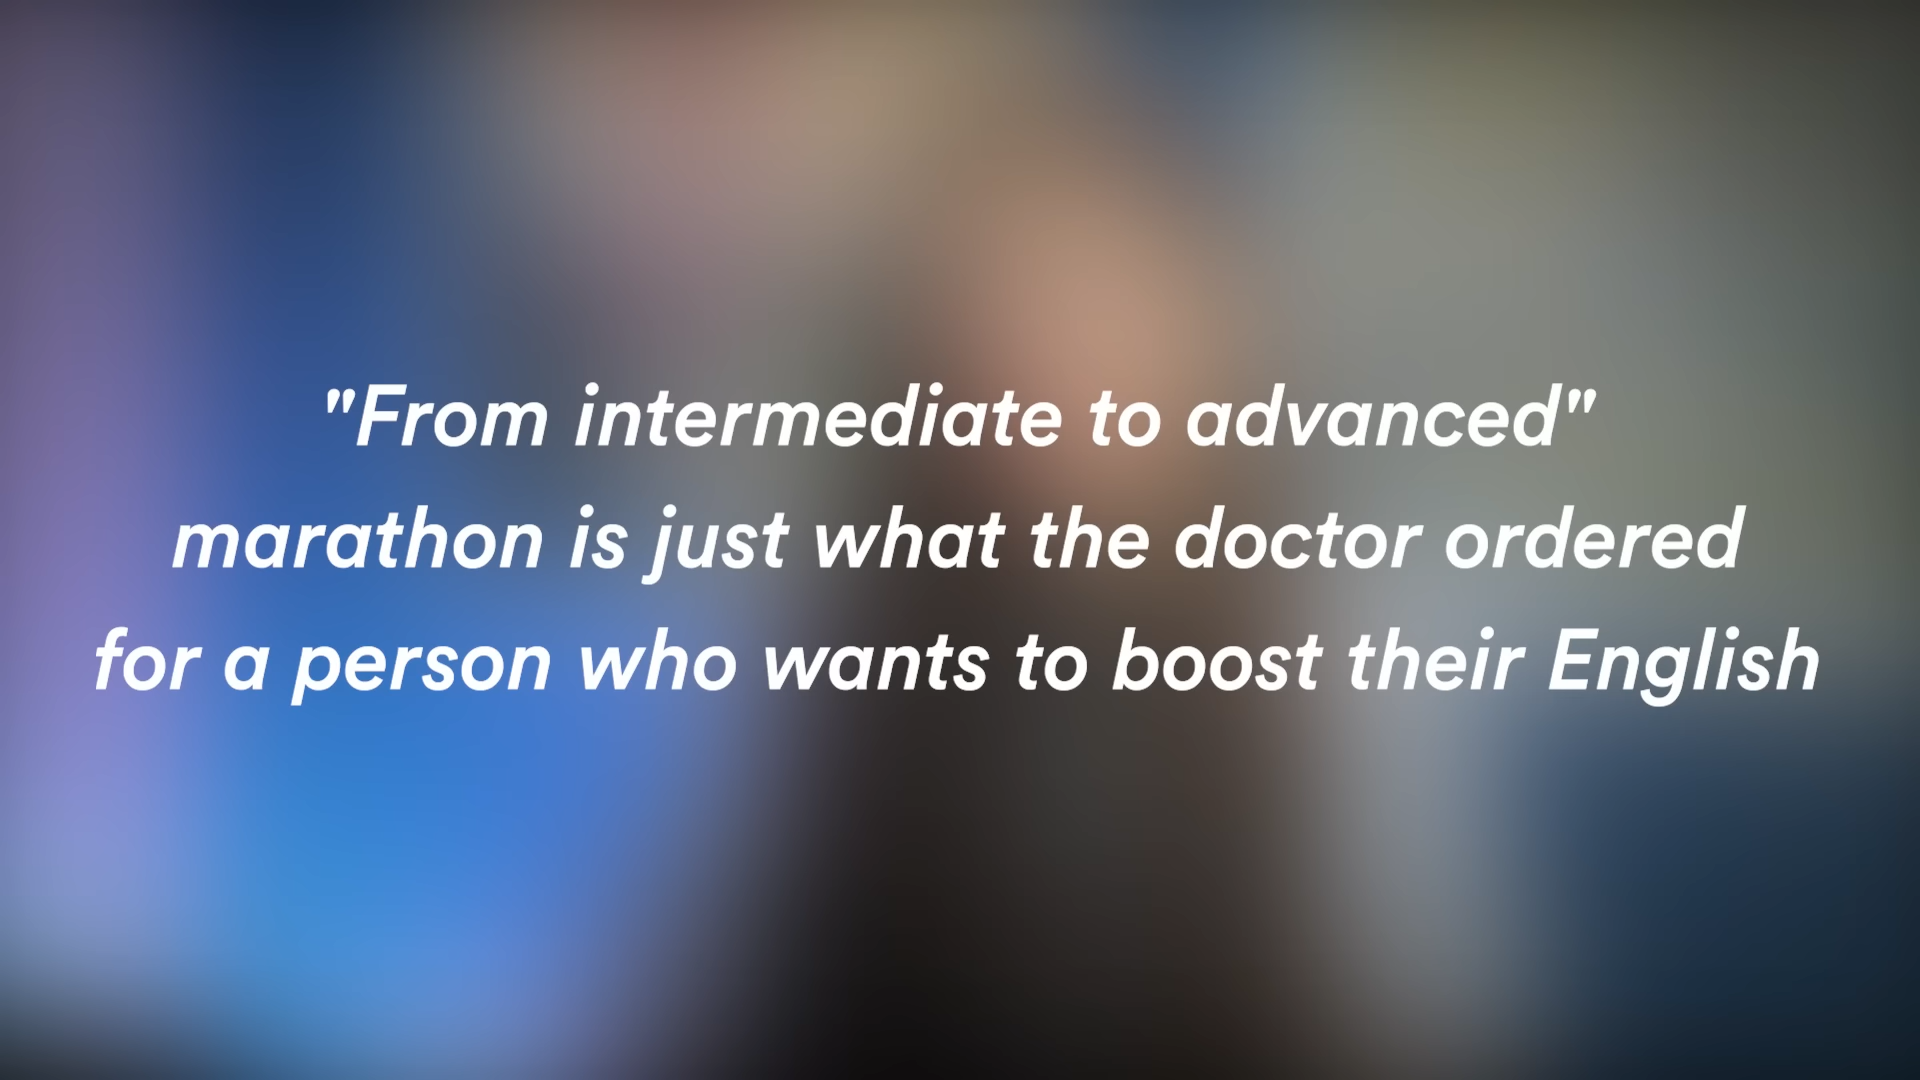 "From intermediate to advanced"
marathon is just what the doctor ordered
for a person who wants to boost their English